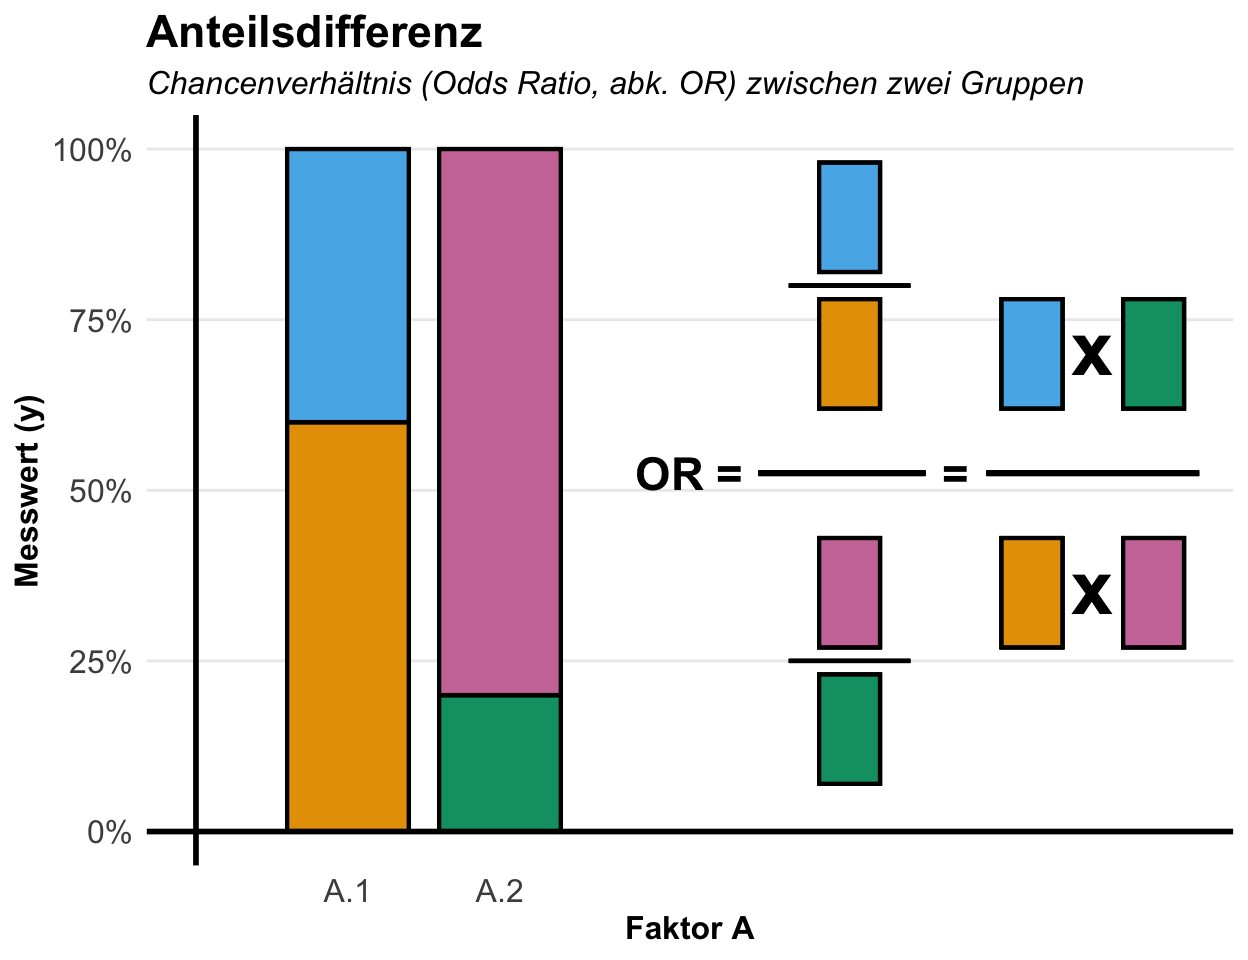 Anteilsdifferenz
Chancenverhältnis (Odds Ratio, abk. OR) zwischen zwei Gruppen
Messwert (y)
100%
75%
50%
25%
0%
A.1
A.2
Faktor A
OR =
=
x
x